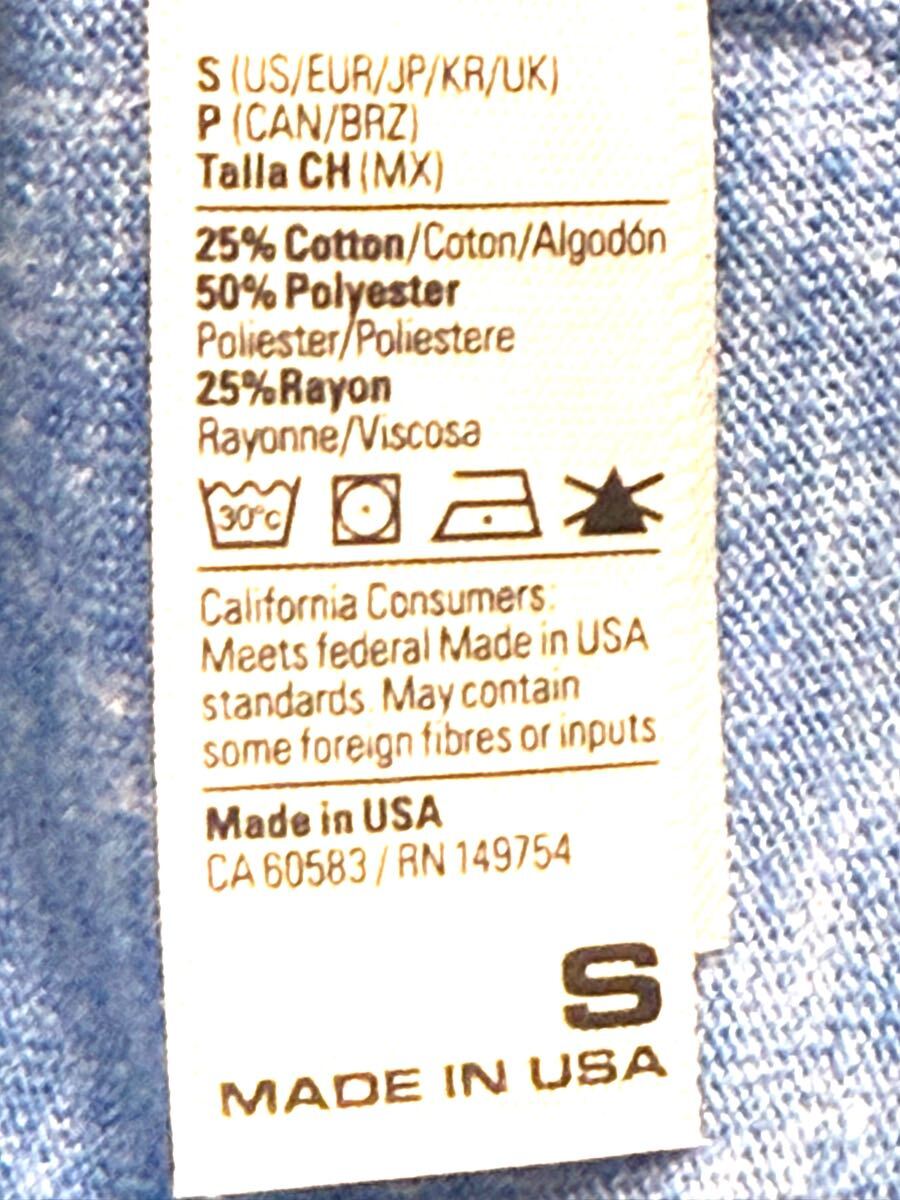 S (US/EUR/JP/KR/UK)
P (CAN/BRZ)
Talla CH (MX)
25% Cotton/Coton/Algodón
50% Polyester
Poliester/Poliestere
25% Rayon
Rayonne/Viscosa
30°c
California Consumers:
Meets federal Made in USA
standards. May contain
some foreign fibres or inputs
Made in USA
CA 60583 / RN 149754
S
MADE IN USA